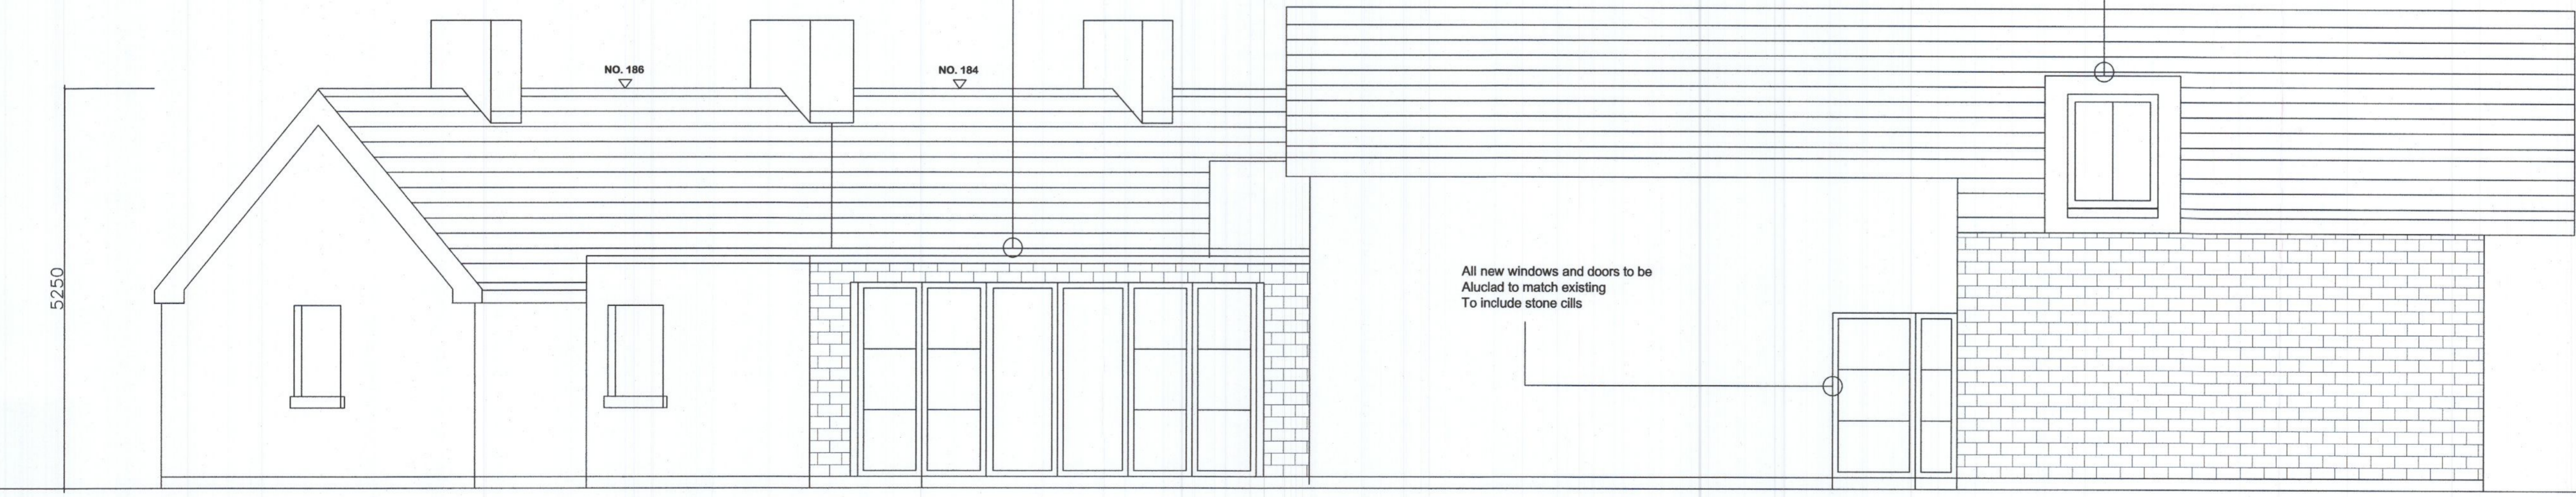 NO. 186
NO. 184
5250
All new windows and doors to be
Aluclad to match existing
To include stone cills